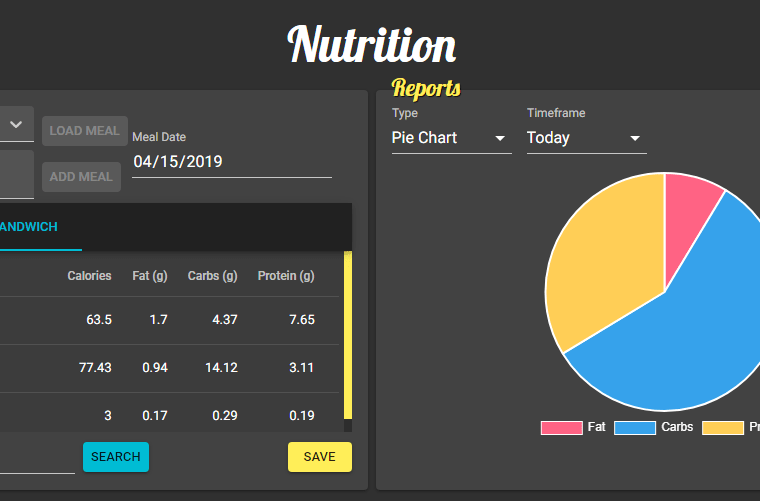 Nutrition
LOAD MEAL
Meal Date
04/15/2019
ADD MEAL
ANDWICH
Calories Fat (g) Carbs (g) Protein (g)
63.5 1.7 4.37 7.65
77.43 0.94 14.12 3.11
3 0.17 0.29 0.19
SEARCH SAVE
Reports
Type Timeframe
Pie Chart Today
Fat Carbs Pr